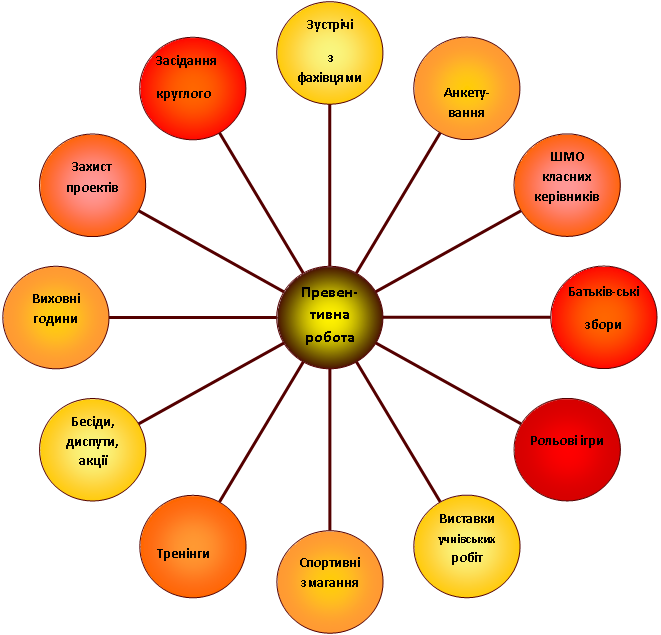 Зустрічі
з
фахівцями
Анкету-
вання
ШМО
класних
керівників
Батьків-ські
збори
Рольові ігри
Виставки
учнівських
робіт
Спортивні
змагання
Тренінги
Бесіди,
диспути,
акції
Виховні
години
Захист
проектів
Засідання
круглого
Превен-
тивна
робота